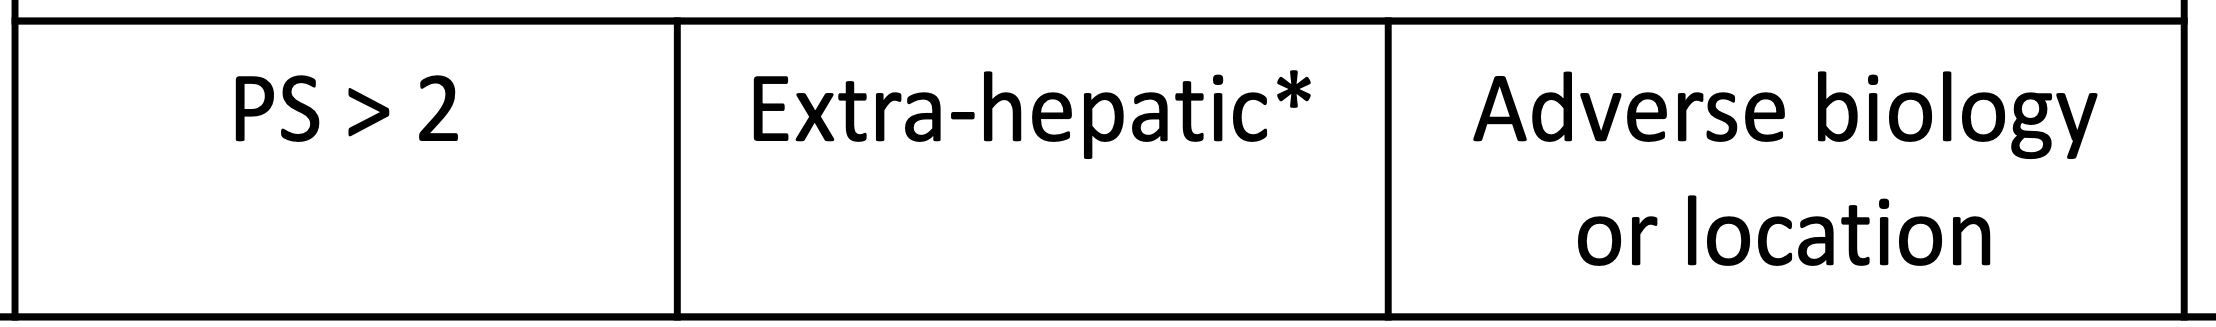 PS > 2
Extra-hepatic*
Adverse biology
or location